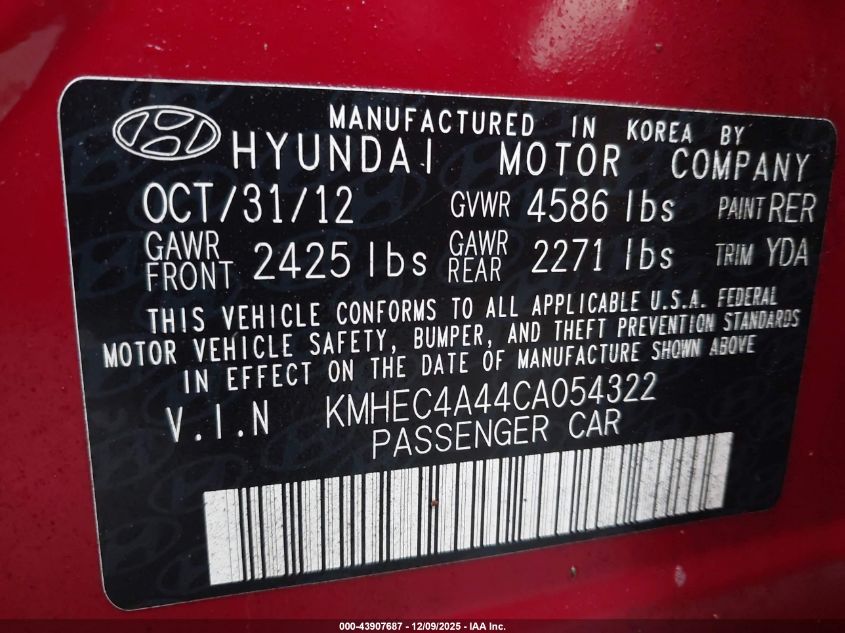 MANUFACTURED IN KOREA BY
HYUNDAI MOTOR COMPANY
OCT/31/12 GVWR 4586 lbs PAINT RER
GAWR FRONT 2425 lbs GAWR REAR 2271 lbs TRIM YDA
THIS VEHICLE CONFORMS TO ALL APPLICABLE U.S.A. FEDERAL
MOTOR VEHICLE SAFETY, BUMPER, AND THEFT PREVENTION STANDARDS
IN EFFECT ON THE DATE OF MANUFACTURE SHOWN ABOVE
V.I.N KMHEC4A44CA054322
PASSENGER CAR
000-43907687 - 12/09/2025 - IAA Inc.